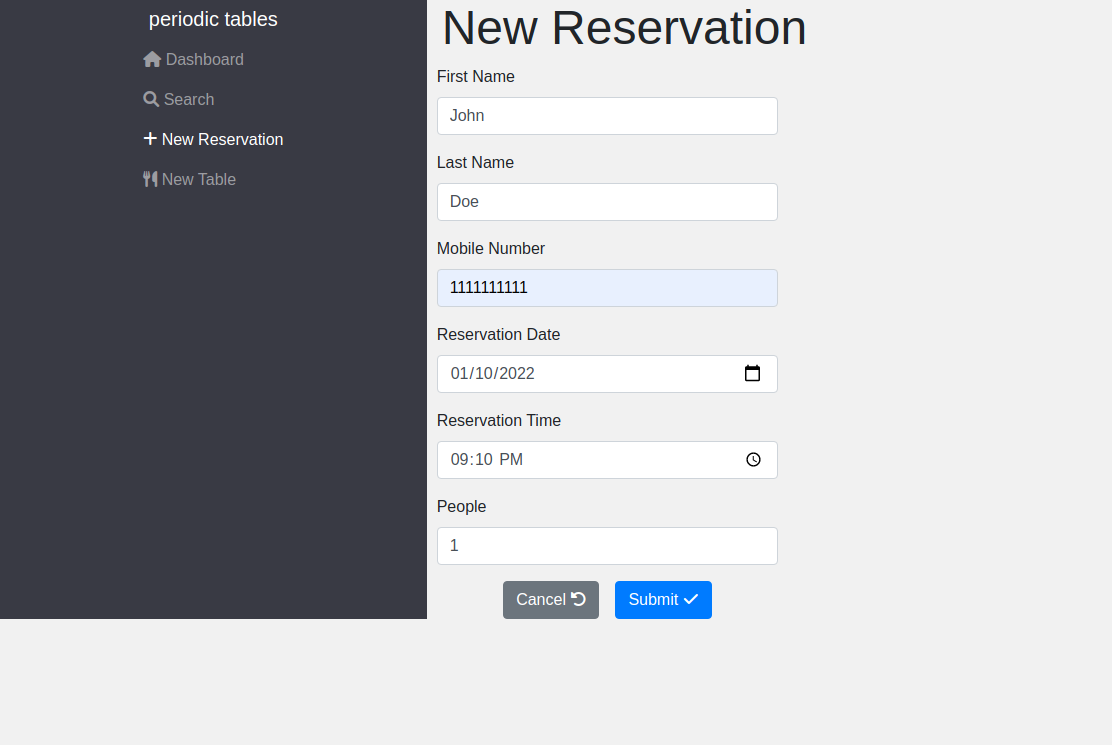 periodic tables
Dashboard
Search
New Reservation
New Table
New Reservation
First Name
John
Last Name
Doe
Mobile Number
1111111111
Reservation Date
01/10/2022
Reservation Time
09:10 PM
People
1
Cancel
Submit